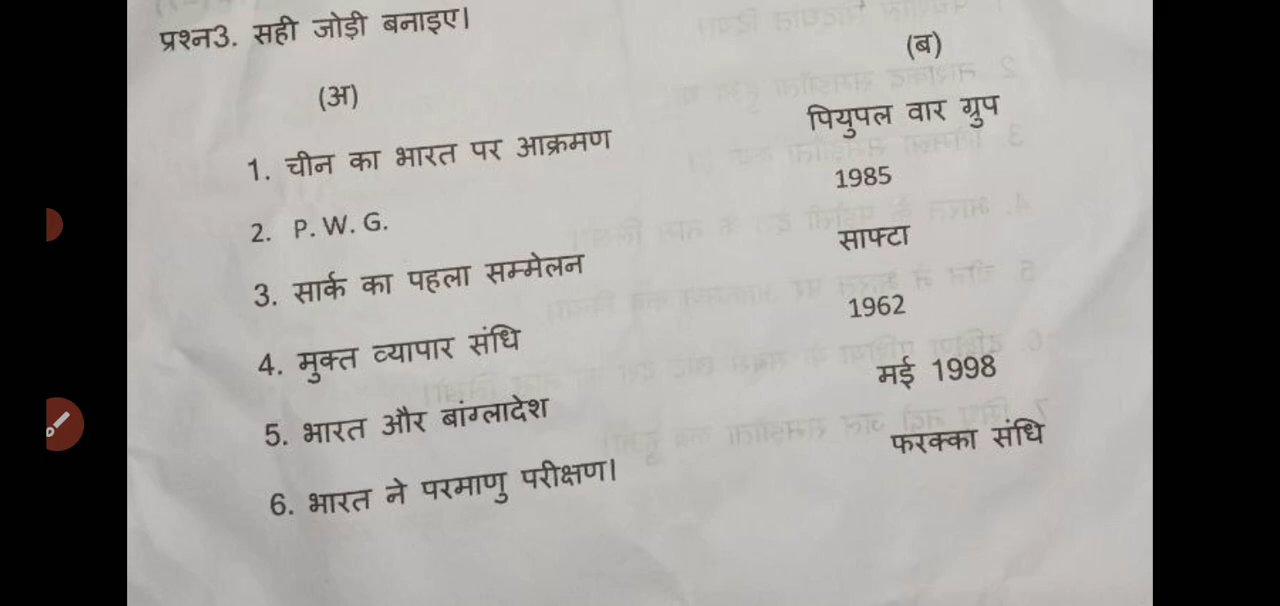 प्रश्न3. सही जोड़ी बनाइए।
(अ)
(ब)
1. चीन का भारत पर आक्रमण
पियुपल वार ग्रुप
2. P. W. G.
1985
3. सार्क का पहला सम्मेलन
साफ्टा
4. मुक्त व्यापार संधि
1962
5. भारत और बांग्लादेश
मई 1998
6. भारत ने परमाणु परीक्षण।
फरक्का संधि